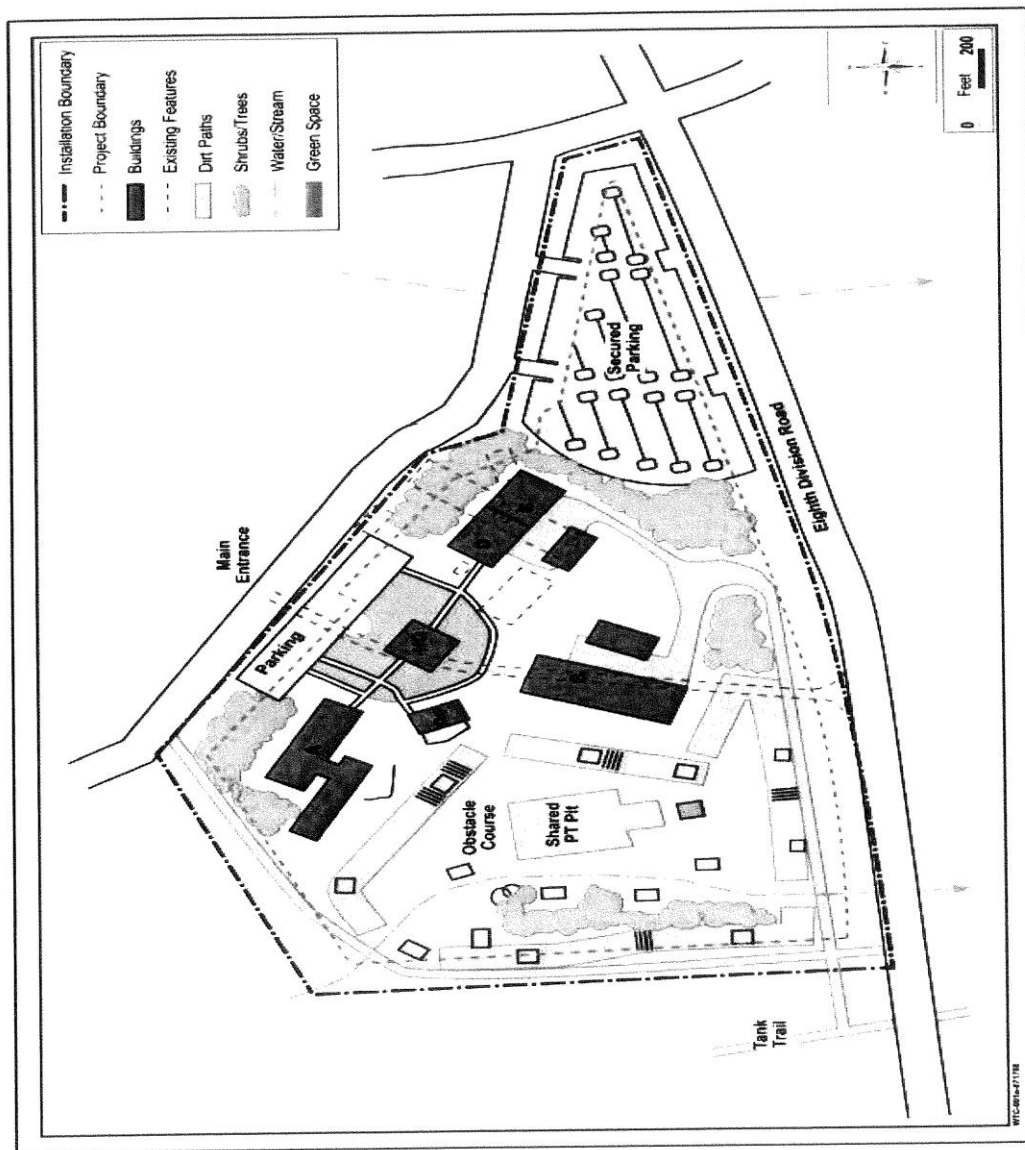 Installation Boundary
Project Boundary
Buildings
Existing Features
Dirt Paths
Shrubs/Trees
Water/Stream
Green Space
Main
Entrance
Parking
Secured
Parking
Obstacle
Course
Shared
PT Pit
Eighth Division Road
Tank
Trail
0 Feet 200